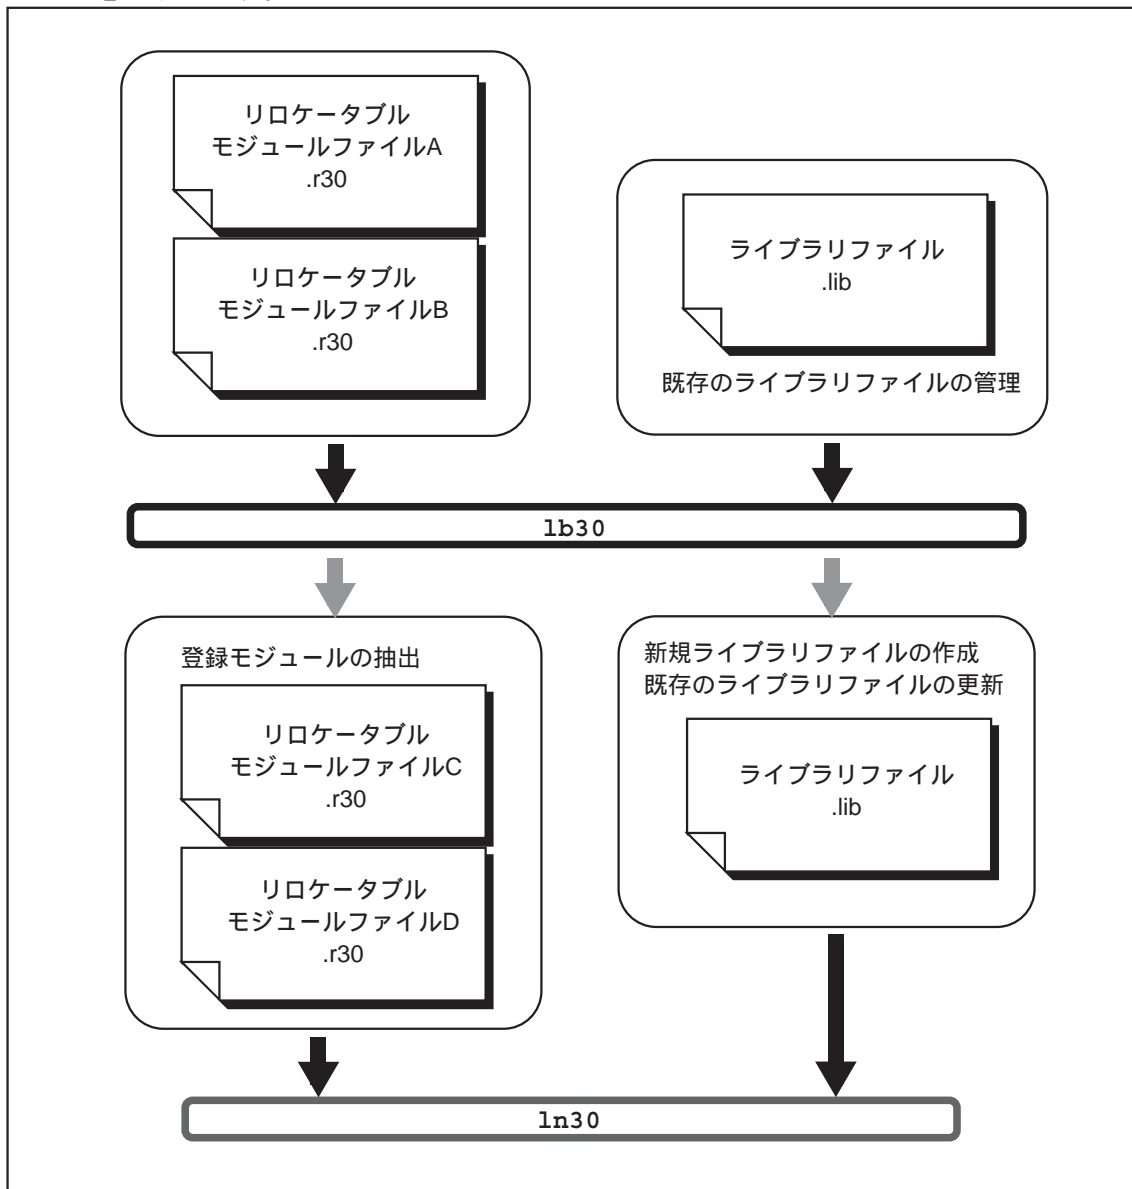 リロケータブル
モジュールファイルA
.r30
リロケータブル
モジュールファイルB
.r30
ライブラリファイル
.lib
既存のライブラリファイルの管理
lb30
登録モジュールの抽出
リロケータブル
モジュールファイルC
.r30
リロケータブル
モジュールファイルD
.r30
新規ライブラリファイルの作成
既存のライブラリファイルの更新
ライブラリファイル
.lib
ln30